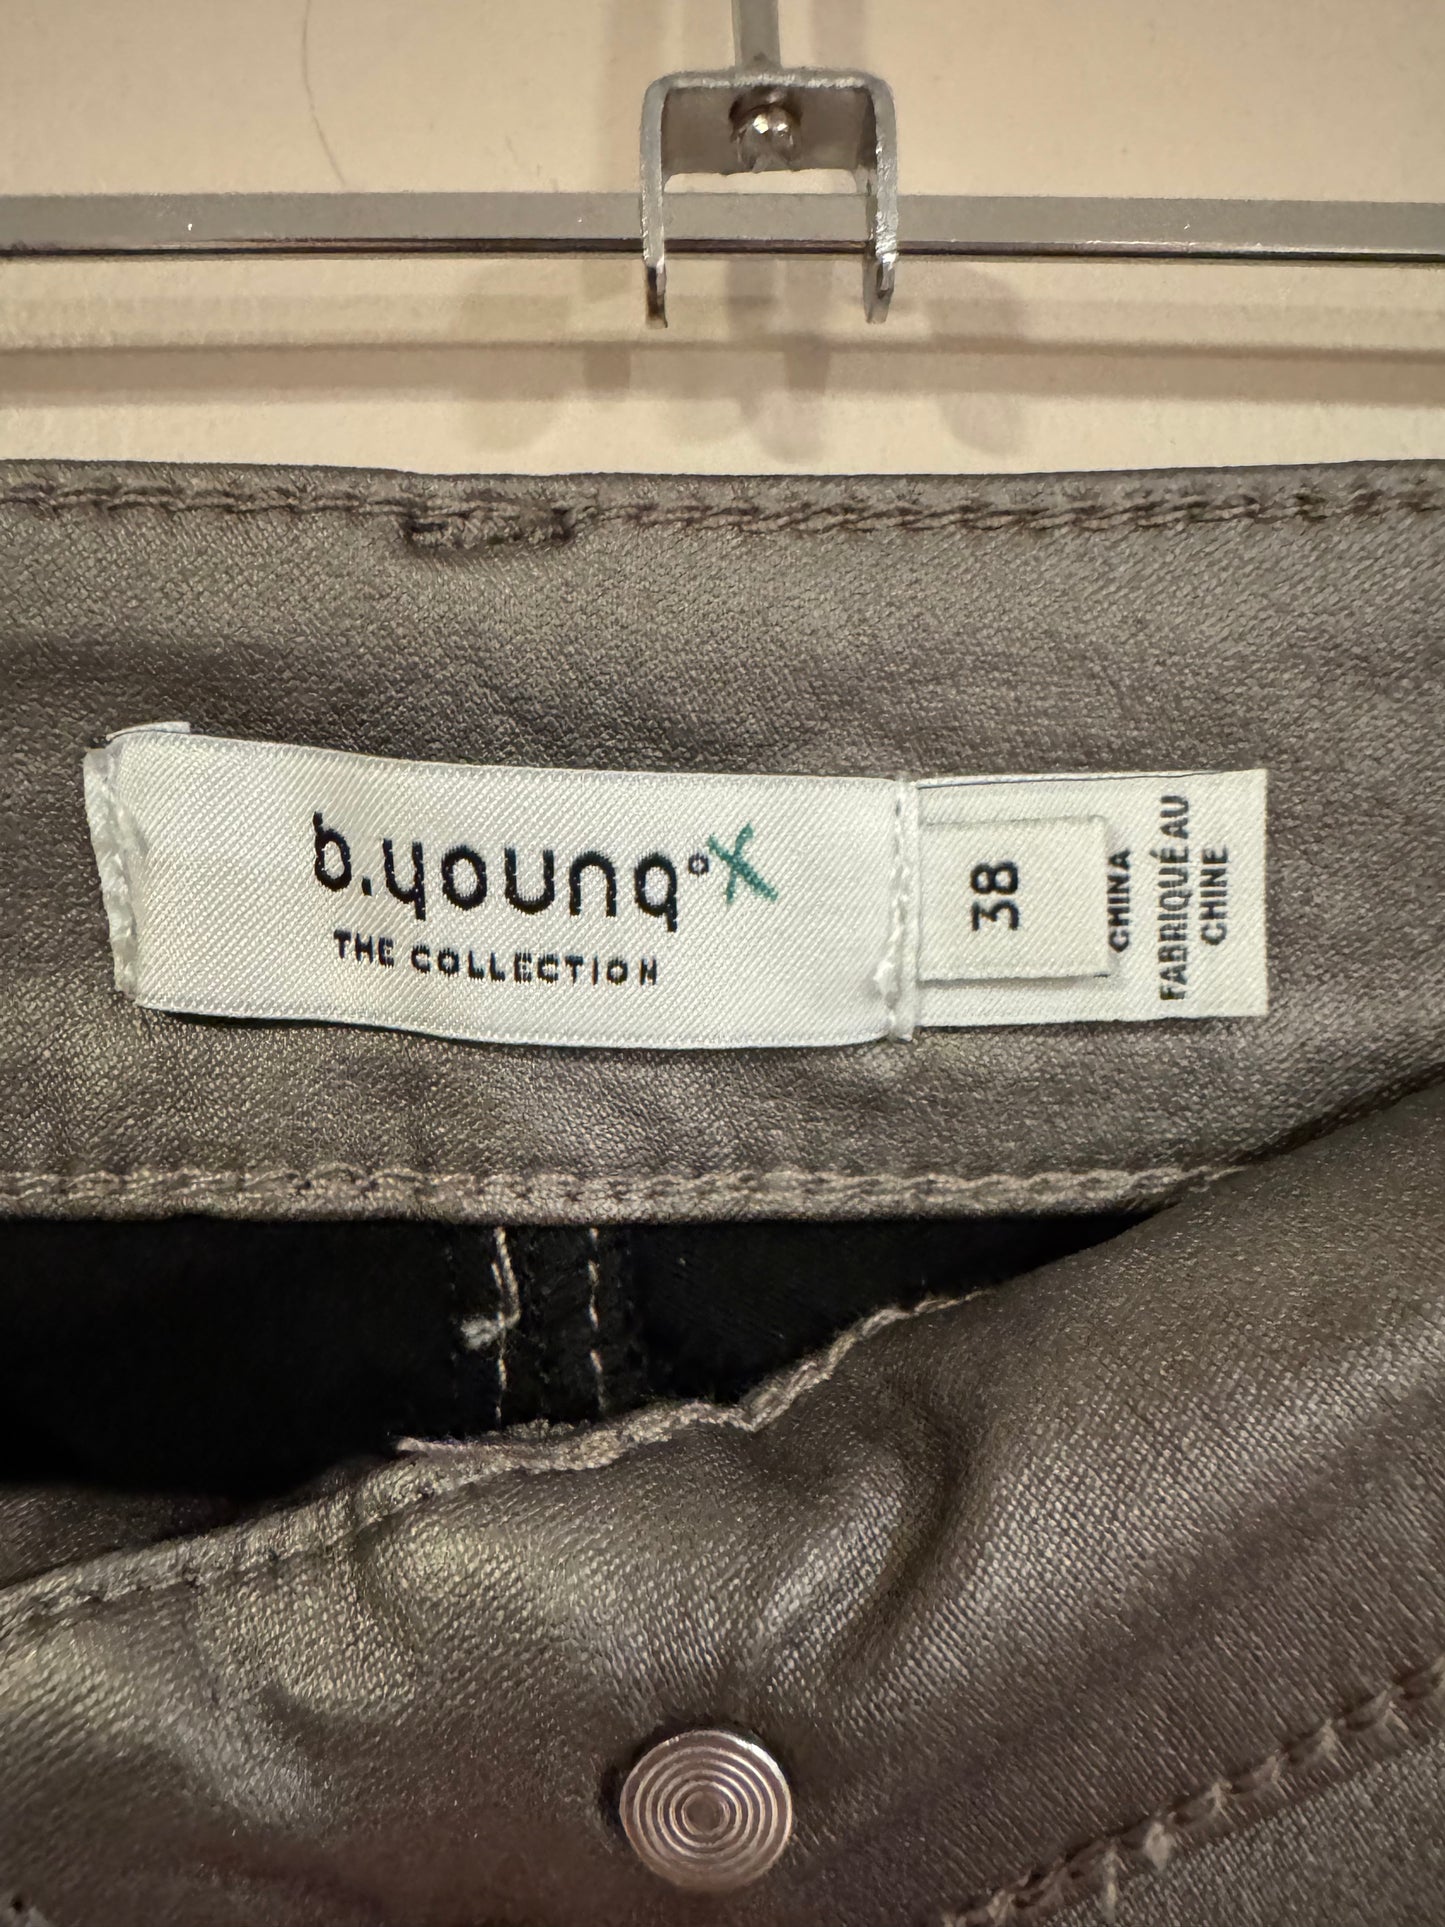 b.young°
THE COLLECTION
38
CHINA
FABRIQUÉ AU
CHINE